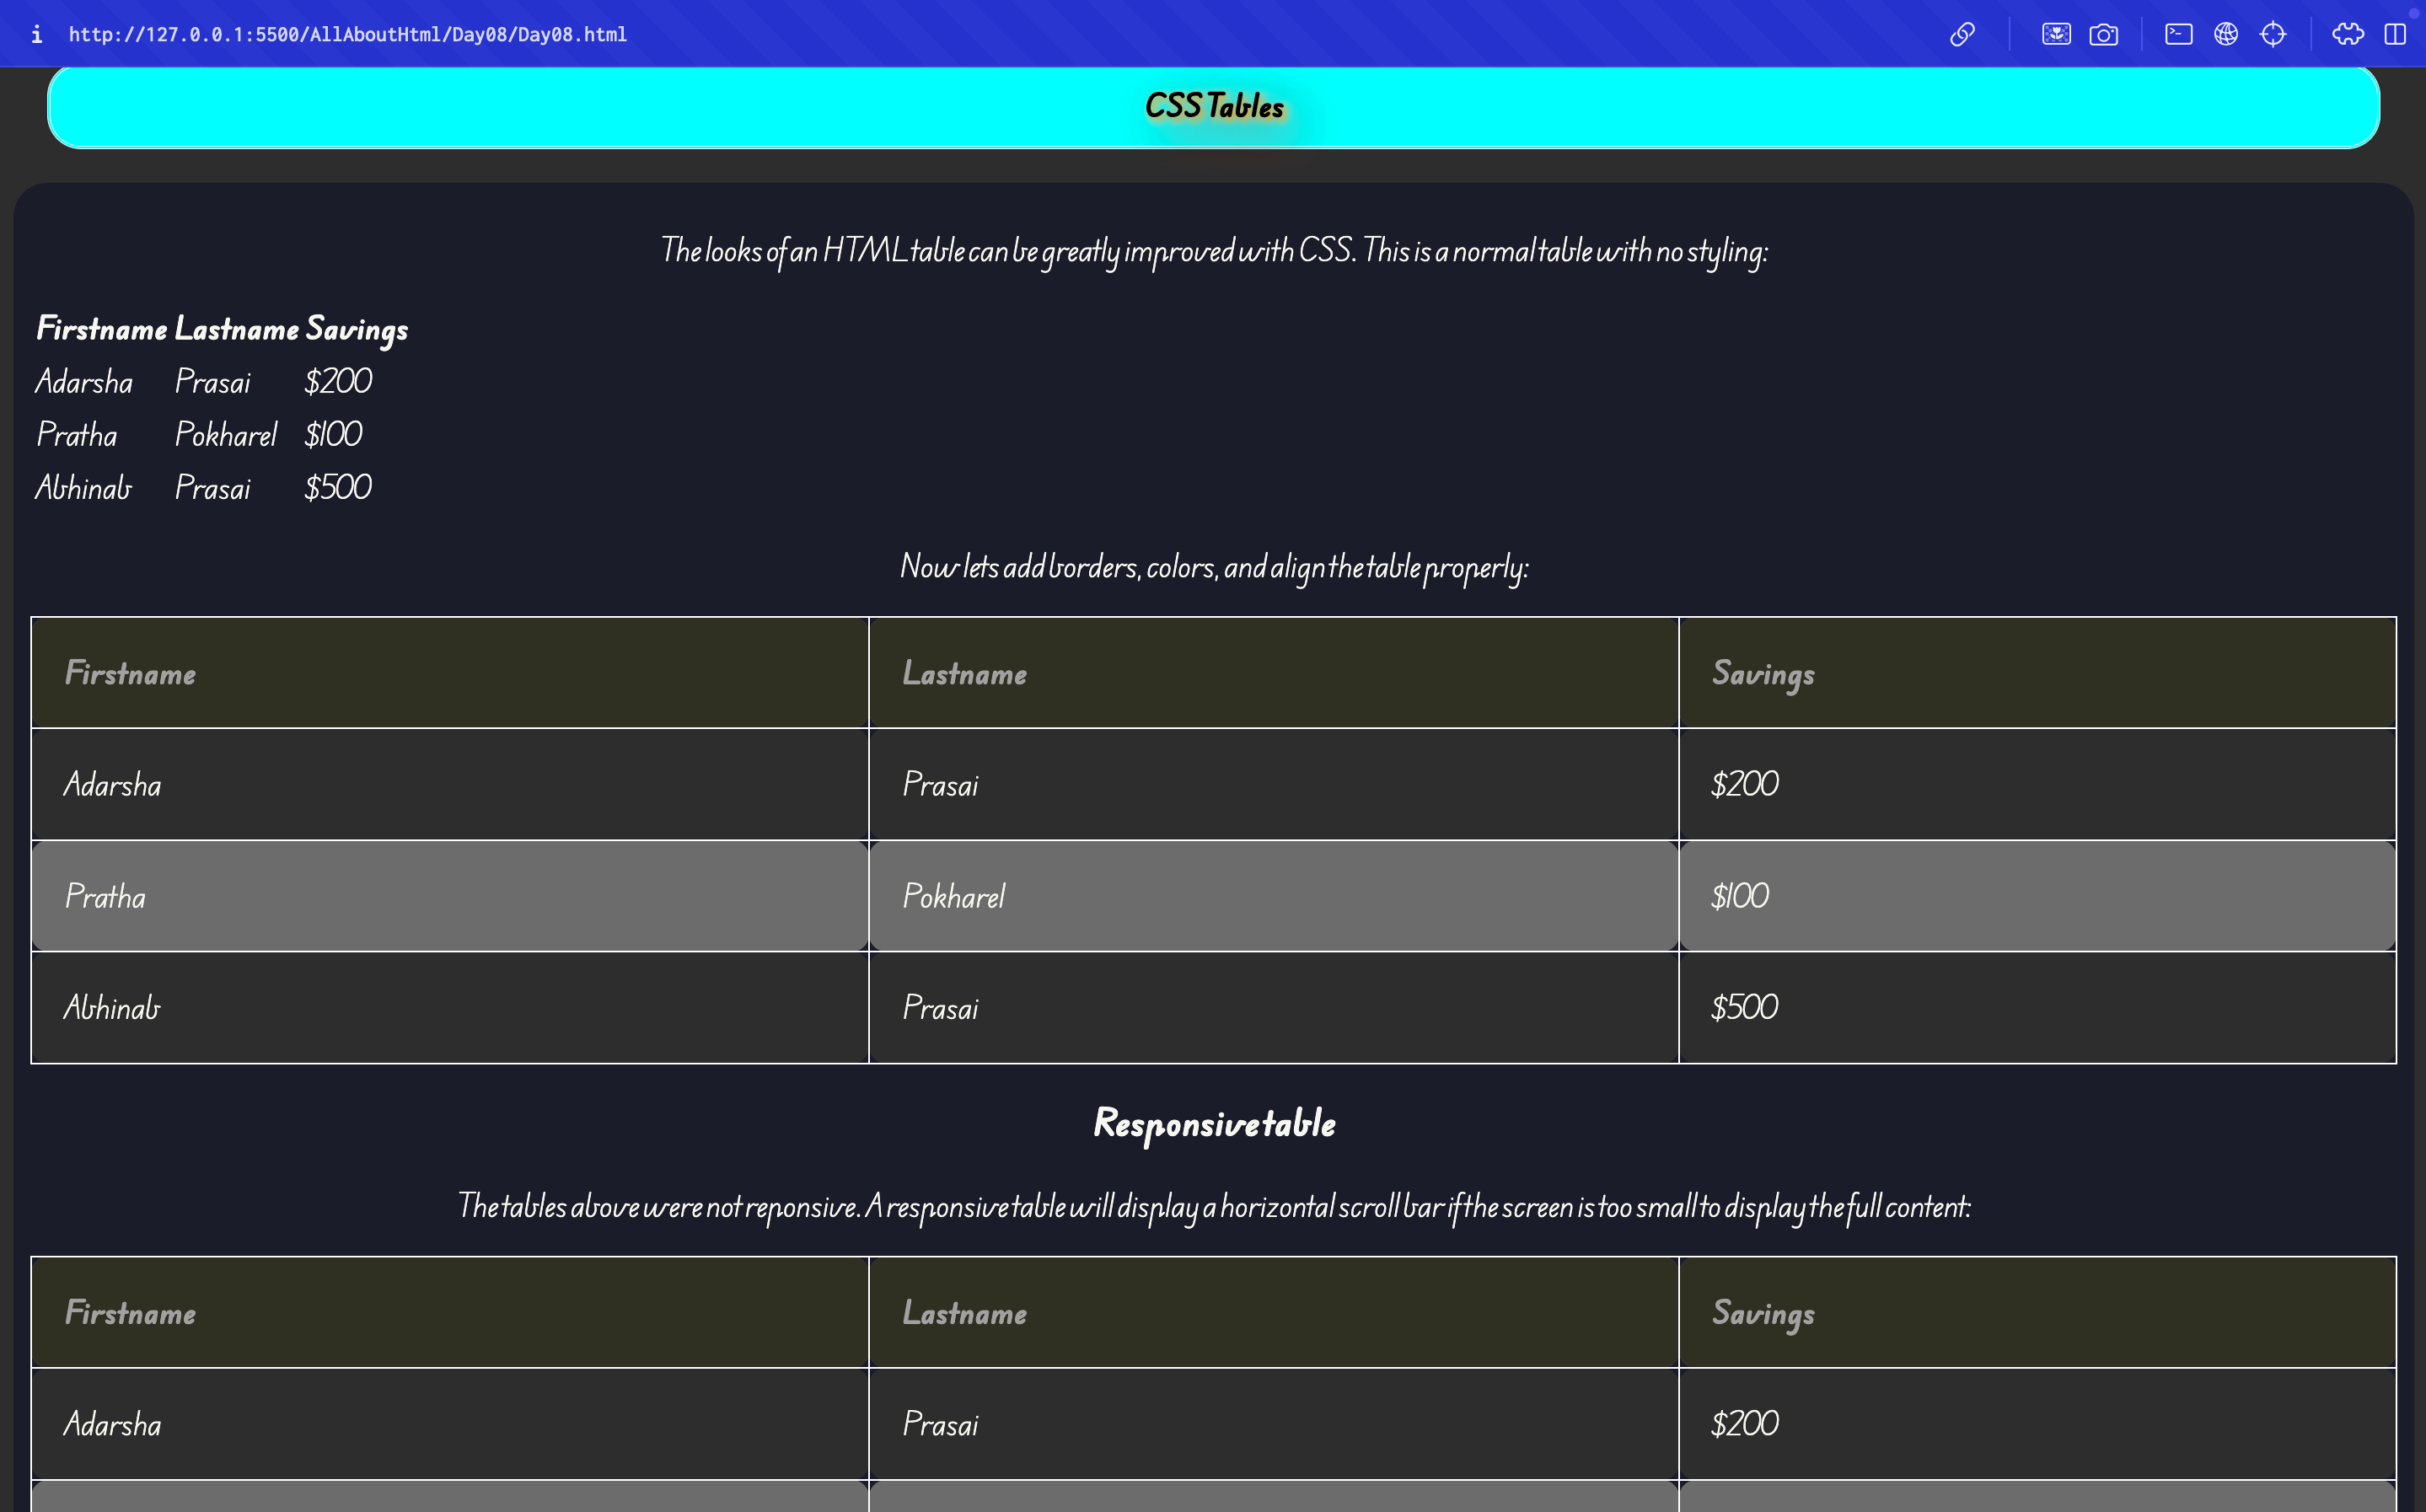 http://127.0.0.1:5500/AllAboutHtml/Day08/Day08.html
CSS Tables
The looks of an HTML table can be greatly improved with CSS. This is a normal table with no styling:
Firstname Lastname Savings
Adarsha Prasai $200
Pratha Pokharel $100
Abhinab Prasai $500
Now lets add borders, colors, and align the table properly:
Firstname Lastname Savings
Adarsha Prasai $200
Pratha Pokharel $100
Abhinab Prasai $500
Responsive table
The tables above were not reponsive. A responsive table will display a horizontal scroll bar if the screen is too small to display the full content:
Firstname Lastname Savings
Adarsha Prasai $200